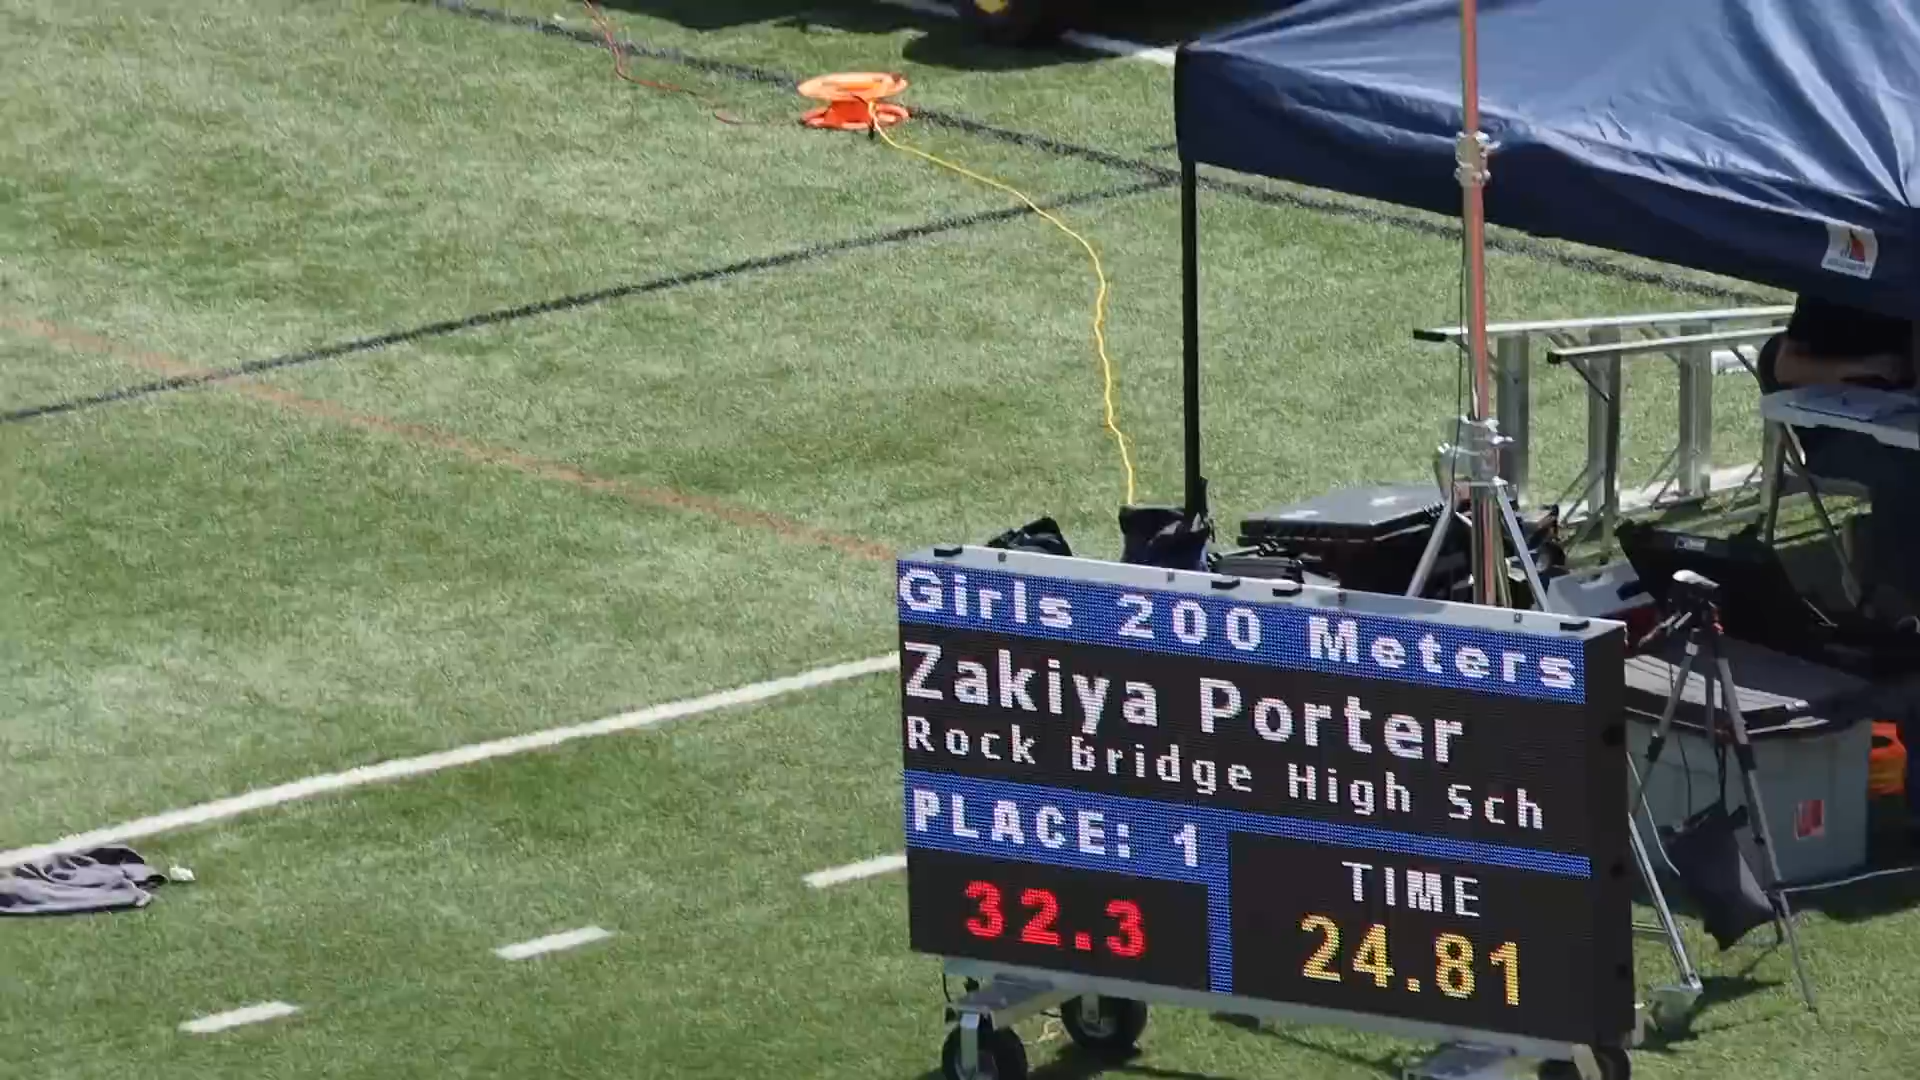 Girls 200 Meters
Zakiya Porter
Rock Bridge High Sch
PLACE: 1
TIME
32.3
24.81